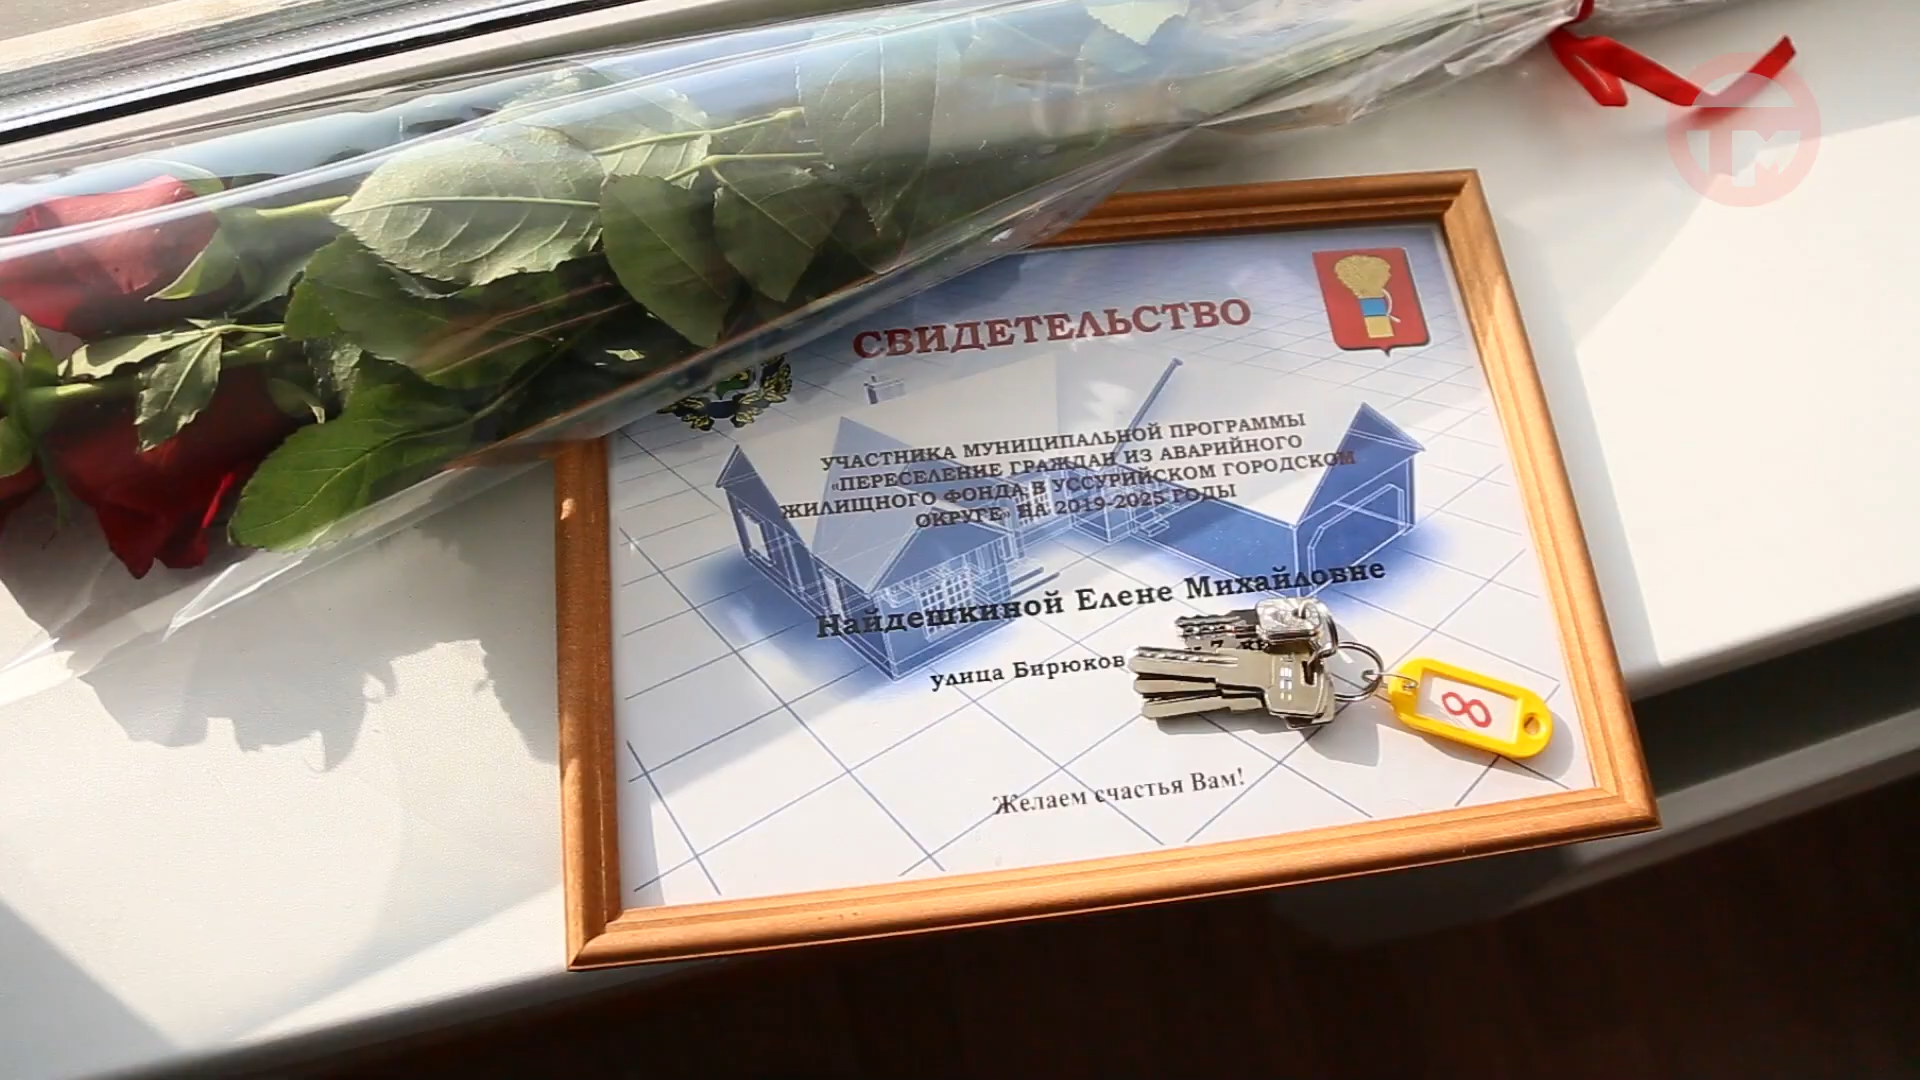 СВИДЕТЕЛЬСТВО
УЧАСТНИКА МУНИЦИПАЛЬНОЙ ПРОГРАММЫ
«ПЕРЕСЕЛЕНИЕ ГРАЖДАН ИЗ АВАРИЙНОГО
ЖИЛИЩНОГО ФОНДА В УССУРИЙСКОМ ГОРОДСКОМ
ОКРУГЕ» НА 2019-2025 ГОДЫ
Найдешкиной Елене Михайловне
улица Бирюков
8
Желаем счастья Вам!
ТМ